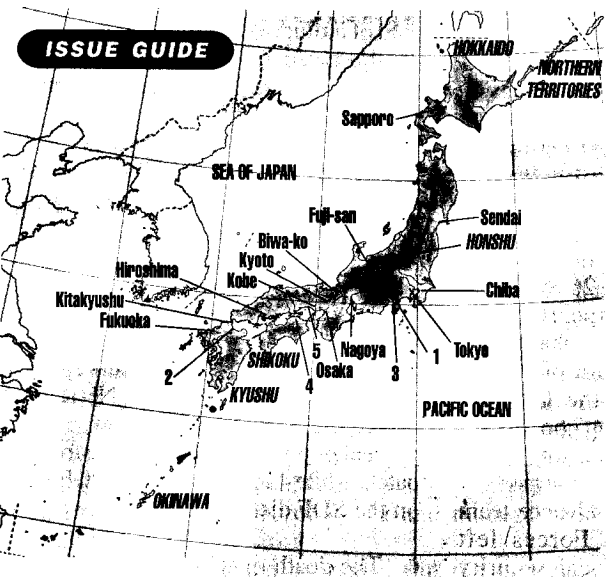 ISSUE GUIDE
HOKKAIDO
NORTHERN
TERRITORIES
Sapporo
SEA OF JAPAN
Fuji-san
Sendai
Biwa-ko
HONSHU
Kyoto
Hiroshima
Kobe
Chiba
Kitakyushu
Fukuoka
SHIKOKU
5
Nagoya
1
Tokyo
2
4
Osaka
3
KYUSHU
PACIFIC OCEAN
OKINAWA